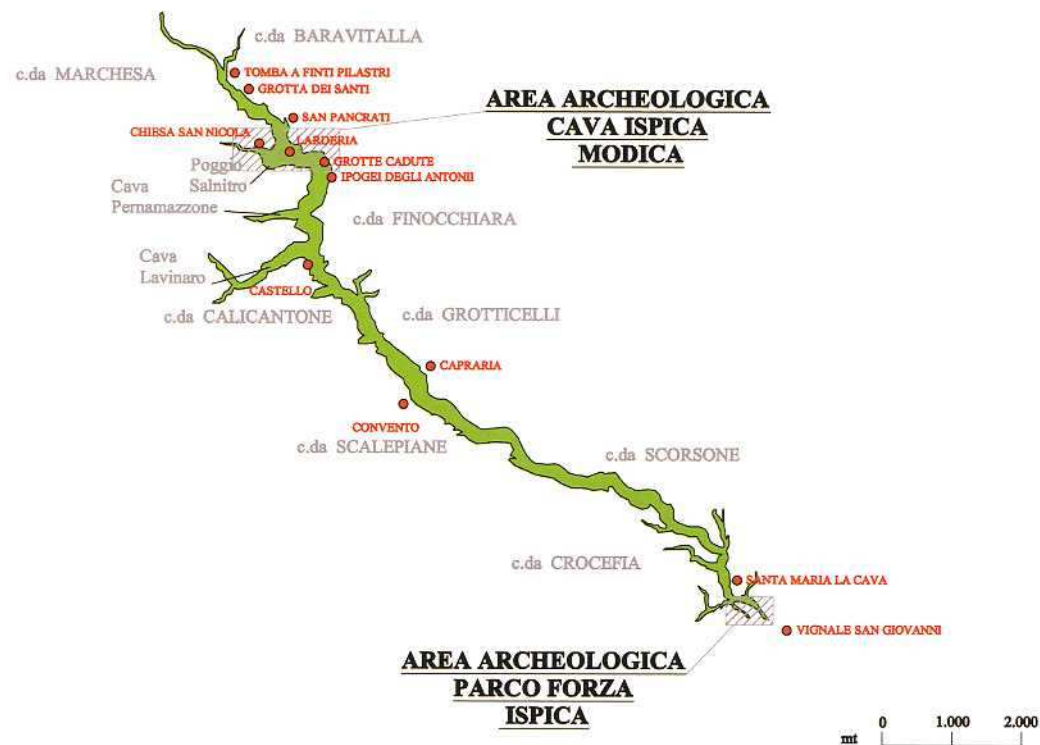 c.da BARAVITALLA
c.da MARCHESA
TOMBA A FINTI PILASTRI
GROTTA DEI SANTI
AREA ARCHEOLOGICA
CAVA ISPICA
MODICA
SAN PANCRATI
CHIESA SAN NICOLA
LARDERIA
GROTTE CADUTE
Poggio
Salnitro
IPOGEI DEGLI ANTONII
Cava
Pernamazzone
c.da FINOCCHIARA
Cava
Lavinaro
CASTELLO
c.da CALICANTONE
c.da GROTTICELLI
CAPRARIA
CONVENTO
c.da SCALEPIANE
c.da SCORSONE
c.da CROCEFIA
SANTA MARIA LA CAVA
VIGNALE SAN GIOVANNI
AREA ARCHEOLOGICA
PARCO FORZA
ISPICA
mt 0 1.000 2.000